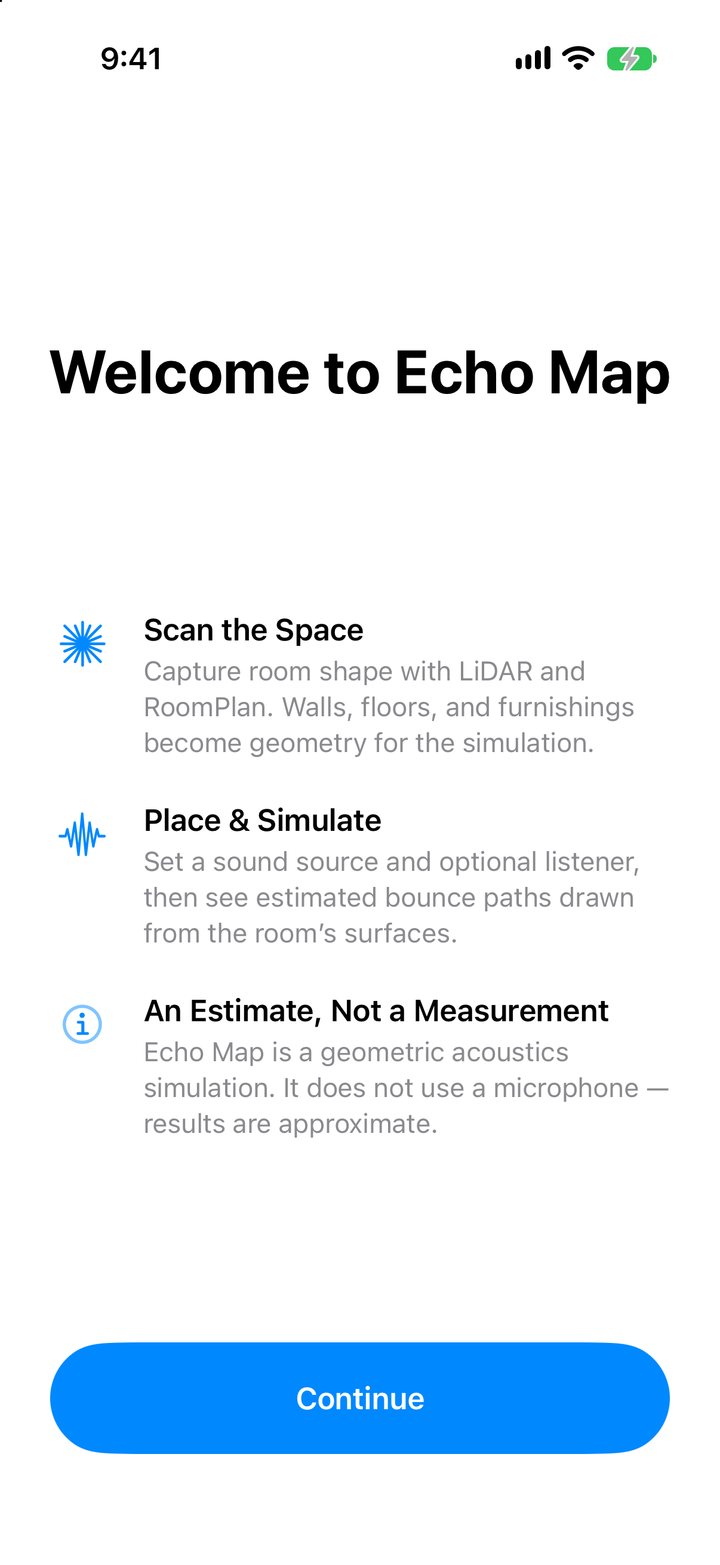 9:41
Welcome to Echo Map
Scan the Space
Capture room shape with LiDAR and
RoomPlan. Walls, floors, and furnishings
become geometry for the simulation.
Place & Simulate
Set a sound source and optional listener,
then see estimated bounce paths drawn
from the room’s surfaces.
An Estimate, Not a Measurement
Echo Map is a geometric acoustics
simulation. It does not use a microphone —
results are approximate.
Continue